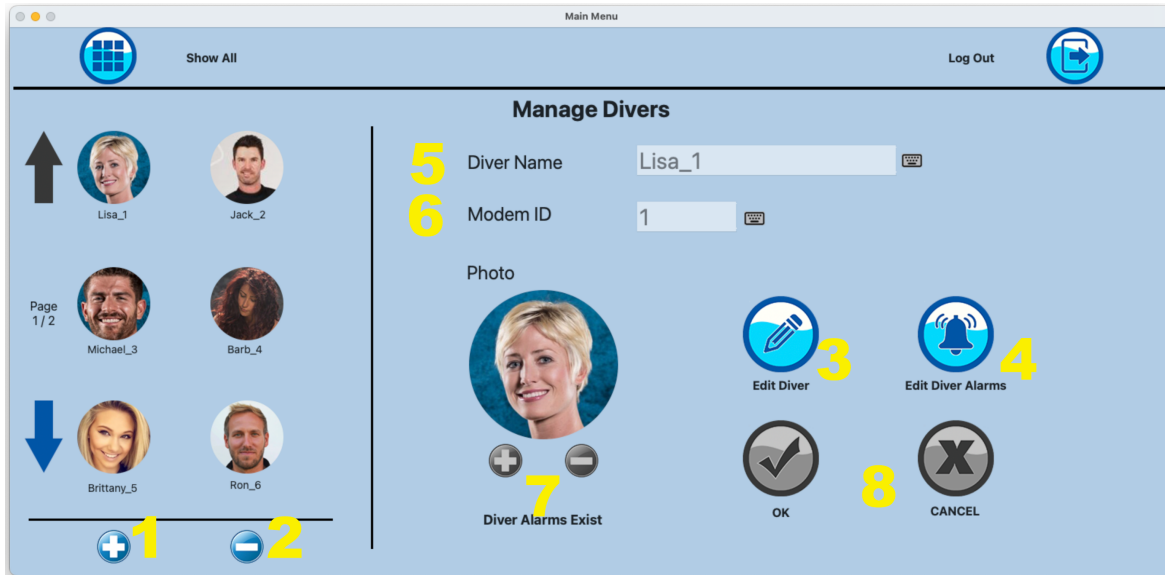 Main Menu
Show All
Log Out
Manage Divers
Lisa_1
Jack_2
Page
1 / 2
Michael_3
Barb_4
Brittany_5
Ron_6
1
2
5
Diver Name
Lisa_1
6
Modem ID
1
Photo
3
Edit Diver
4
Edit Diver Alarms
7
Diver Alarms Exist
OK
8
CANCEL